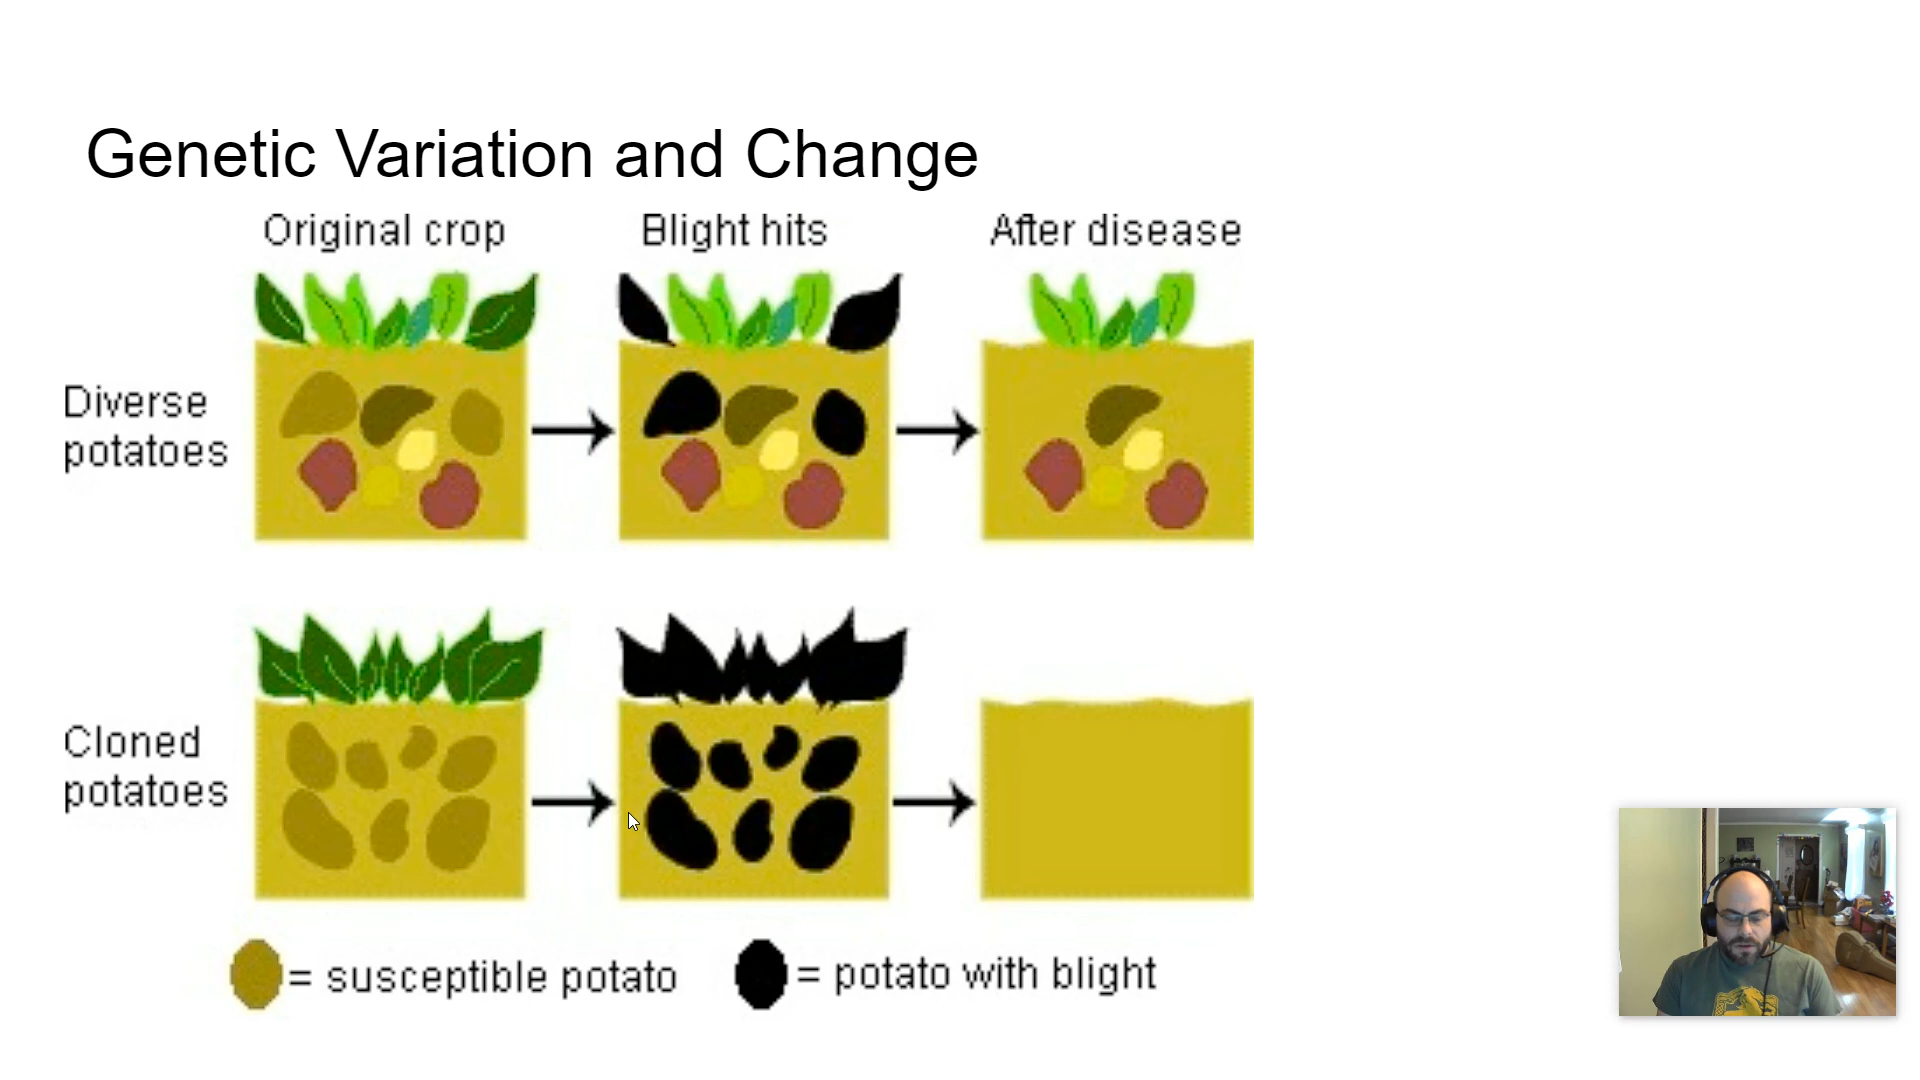 Genetic Variation and Change
Original crop
Blight hits
After disease
Diverse
potatoes
Cloned
potatoes
= susceptible potato
= potato with blight